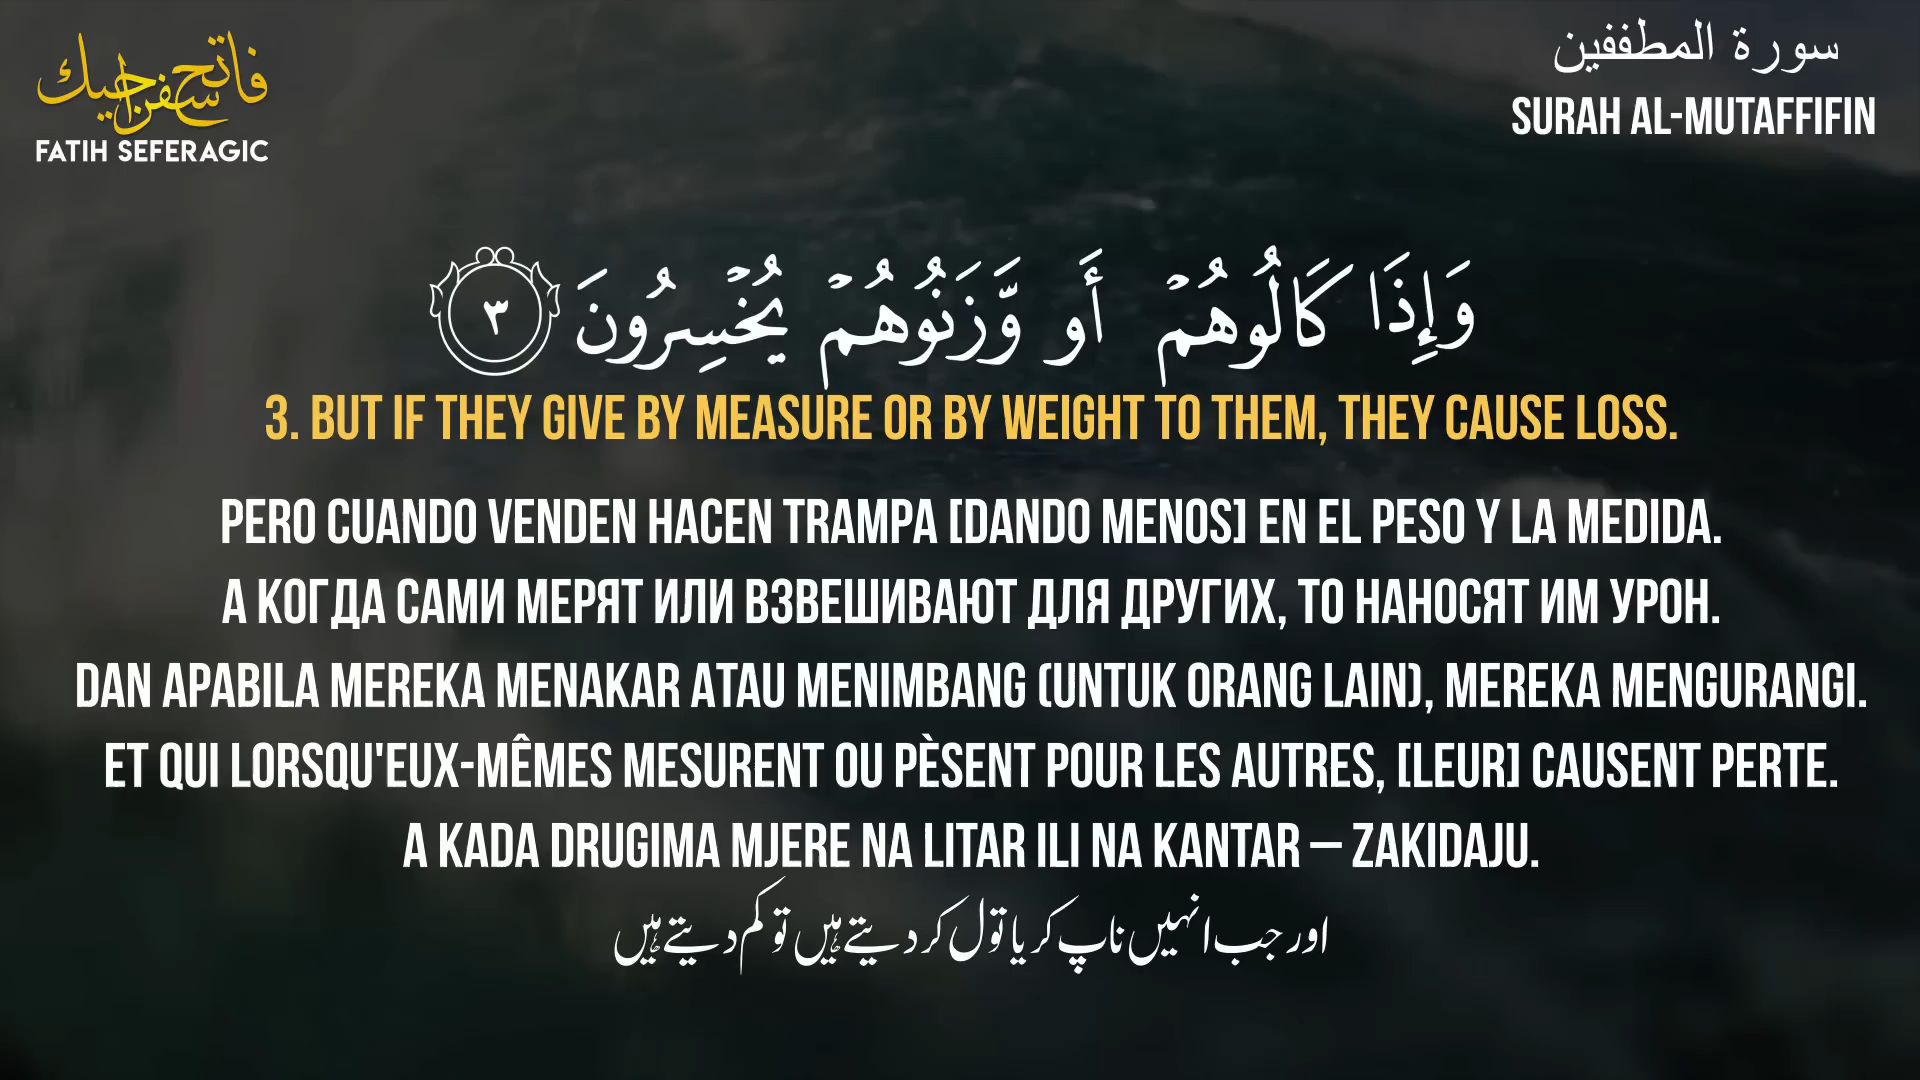 فاتح سفراجيك
FATIH SEFERAGIC
سورة المطففين
SURAH AL-MUTAFFIFIN
وَإِذَا كَالُوهُمْ أَو وَّزَنُوهُمْ يُخْسِرُونَ ٣
3. BUT IF THEY GIVE BY MEASURE OR BY WEIGHT TO THEM, THEY CAUSE LOSS.
PERO CUANDO VENDEN HACEN TRAMPA [DANDO MENOS] EN EL PESO Y LA MEDIDA.
А КОГДА САМИ МЕРЯТ ИЛИ ВЗВЕШИВАЮТ ДЛЯ ДРУГИХ, ТО НАНОСЯТ ИМ УРОН.
DAN APABILA MEREKA MENAKAR ATAU MENIMBANG (UNTUK ORANG LAIN), MEREKA MENGURANGI.
ET QUI LORSQU'EUX-MÊMES MESURENT OU PÈSENT POUR LES AUTRES, [LEUR] CAUSENT PERTE.
A KADA DRUGIMA MJERE NA LITAR ILI NA KANTAR – ZAKIDAJU.
اور جب انہیں ناپ کر یا تول کر دیتے ہیں تو کم دیتے ہیں